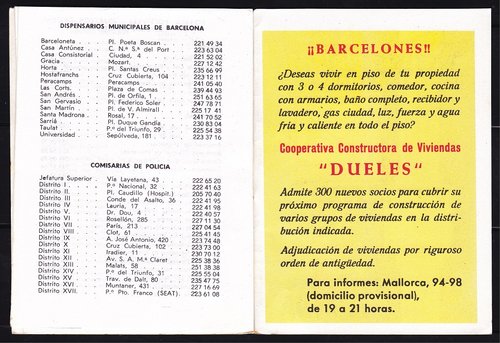 DISPENSARIOS MUNICIPALES DE BARCELONA
Barceloneta . . . Pl. Poeta Boscan . . . 221 49 34
Casa Antúnez . . . C. N.ª S.ª del Port . . . 223 63 04
Casa Consistorial . . . Ciudad, 4 . . . 221 52 02
Gracia . . . Mozart. . . . 227 14 42
Horta . . . Pl. Santas Creus . . . 235 66 99
Hostafranchs . . . Cruz Cubierta, 104 . . . 223 12 11
Peracamps . . . Peracamps . . . 221 40 05
Las Corts. . . . Plaza de Comas . . . 239 44 93
San Andrés . . . Pl. de Orfila, 1 . . . 251 63 85
San Gervasio . . . Pl. Federico Soler . . . 247 78 71
San Martín . . . Pl. de V. Almirall . . . 225 17 41
Santa Madrona . . . Rosal, 17 . . . 241 70 52
Sarriá . . . Pl. Duque Gandía . . . 230 83 04
Taulat . . . P.º del Triunfo, 29 . . . 225 54 38
Universidad . . . Sepúlveda, 181 . . . 223 37 16
COMISARIAS DE POLICIA
Jefatura Superior . . . Vía Layetana, 43 . . . 222 65 20
Distrito I. . . . P.º Nacional, 32 . . . 222 41 63
Distrito II . . . Pl. Caudillo (Hospit.) . . . 205 70 40
Distrito III . . . Conde del Asalto, 36 . . . 222 41 65
Distrito IV . . . Lauria, 17 . . . 222 41 98
Distrito V. . . . Dr. Dou, 4 . . . 222 40 57
Distrito VI . . . Rosellón, 285 . . . 228 51 30
Distrito VII . . . París, 213 . . . 227 04 54
Distrito VIII . . . Clot, 61 . . . 225 41 45
Distrito IX . . . A. José Antonio, 420 . . . 223 74 48
Distrito X . . . Cruz Cubierta, 104 . . . 223 30 02
Distrito XI . . . Iradier, 11 . . . 230 70 12
Distrito XII . . . Av. S. A. M.ª Claret . . . 225 38 36
Distrito XIII . . . Malats, 58 . . . 251 38 38
Distrito XIV . . . P.º del Triunfo, 31 . . . 225 55 04
Distrito XV . . . Trav. de Dalt, 80 . . . 235 47 75
Distrito XVI . . . Muntaner, 431 . . . 227 16 69
Distrito XVII. . . . P.º Pto. Franco (SEAT). . . . 223 61 08
¡¡BARCELONES!!
¿Deseas vivir en piso de tu propiedad
con 3 o 4 dormitorios, comedor, cocina
con armarios, baño completo, recibidor y
lavadero, gas ciudad, luz, fuerza y agua
fria y caliente en todo el piso?
Cooperativa Constructora de Viviendas
"DUELES"
Admite 300 nuevos socios para cubrir su
próximo programa de construcción de
varios grupos de viviendas en la distri-
bución indicada.
Adjudicación de viviendas por riguroso
orden de antigüedad.
Para informes: Mallorca, 94-98
(domicilio provisional),
de 19 a 21 horas.